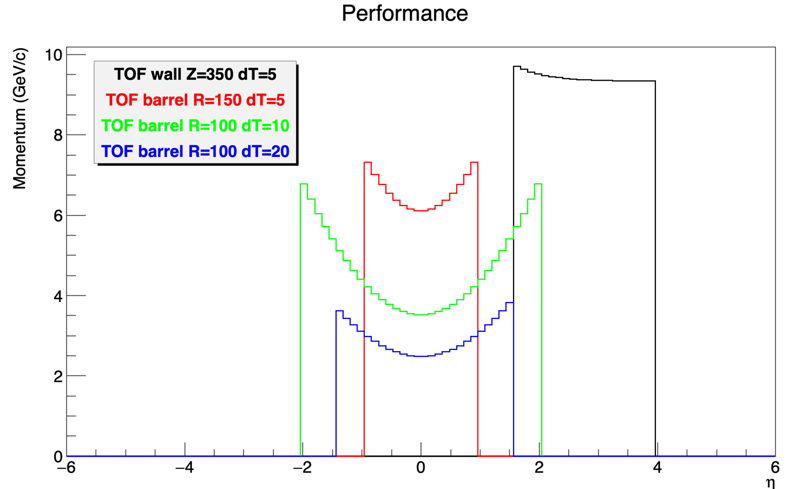 Performance
Momentum (GeV/c)
10
8
6
4
2
0
TOF wall Z=350 dT=5
TOF barrel R=150 dT=5
TOF barrel R=100 dT=10
TOF barrel R=100 dT=20
−6 −4 −2 0 2 4 6
η